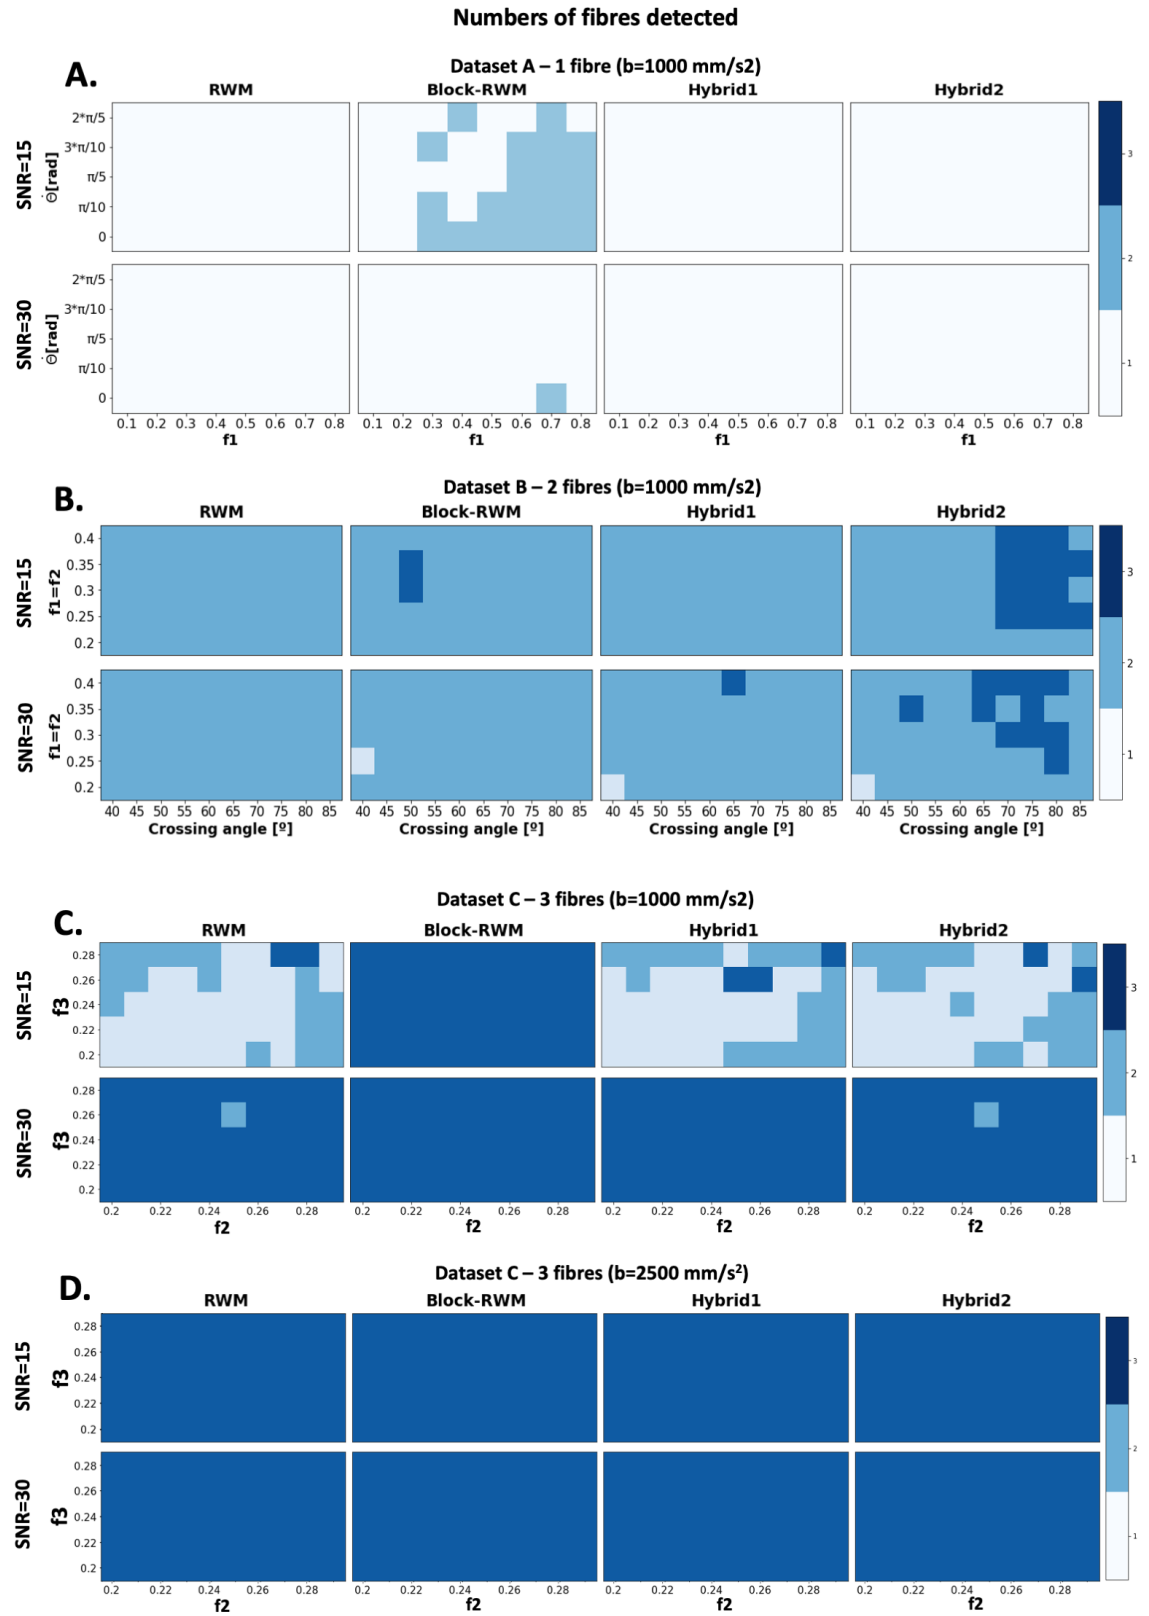 Numbers of fibres detected
A.
Dataset A – 1 fibre (b=1000 mm/s2)
RWM Block-RWM Hybrid1 Hybrid2
SNR=15
Θ[rad]
2*π/5
3*π/10
π/5
π/10
0
3
2
1
SNR=30
Θ[rad]
2*π/5
3*π/10
π/5
π/10
0
0.1 0.2 0.3 0.4 0.5 0.6 0.7 0.8 0.1 0.2 0.3 0.4 0.5 0.6 0.7 0.8 0.1 0.2 0.3 0.4 0.5 0.6 0.7 0.8 0.1 0.2 0.3 0.4 0.5 0.6 0.7 0.8
f1 f1 f1 f1
B.
Dataset B – 2 fibres (b=1000 mm/s2)
RWM Block-RWM Hybrid1 Hybrid2
SNR=15
f1=f2
0.4
0.35
0.3
0.25
0.2
3
2
1
SNR=30
f1=f2
0.4
0.35
0.3
0.25
0.2
40 45 50 55 60 65 70 75 80 85 40 45 50 55 60 65 70 75 80 85 40 45 50 55 60 65 70 75 80 85 40 45 50 55 60 65 70 75 80 85
Crossing angle [º] Crossing angle [º] Crossing angle [º] Crossing angle [º]
C.
Dataset C – 3 fibres (b=1000 mm/s2)
RWM Block-RWM Hybrid1 Hybrid2
SNR=15
f3
0.28
0.26
0.24
0.22
0.2
3
2
1
SNR=30
f3
0.28
0.26
0.24
0.22
0.2
0.2 0.22 0.24 0.26 0.28 0.2 0.22 0.24 0.26 0.28 0.2 0.22 0.24 0.26 0.28 0.2 0.22 0.24 0.26 0.28
f2 f2 f2 f2
D.
Dataset C – 3 fibres (b=2500 mm/s²)
RWM Block-RWM Hybrid1 Hybrid2
SNR=15
f3
0.28
0.26
0.24
0.22
0.2
3
2
1
SNR=30
f3
0.28
0.26
0.24
0.22
0.2
0.2 0.22 0.24 0.26 0.28 0.2 0.22 0.24 0.26 0.28 0.2 0.22 0.24 0.26 0.28 0.2 0.22 0.24 0.26 0.28
f2 f2 f2 f2